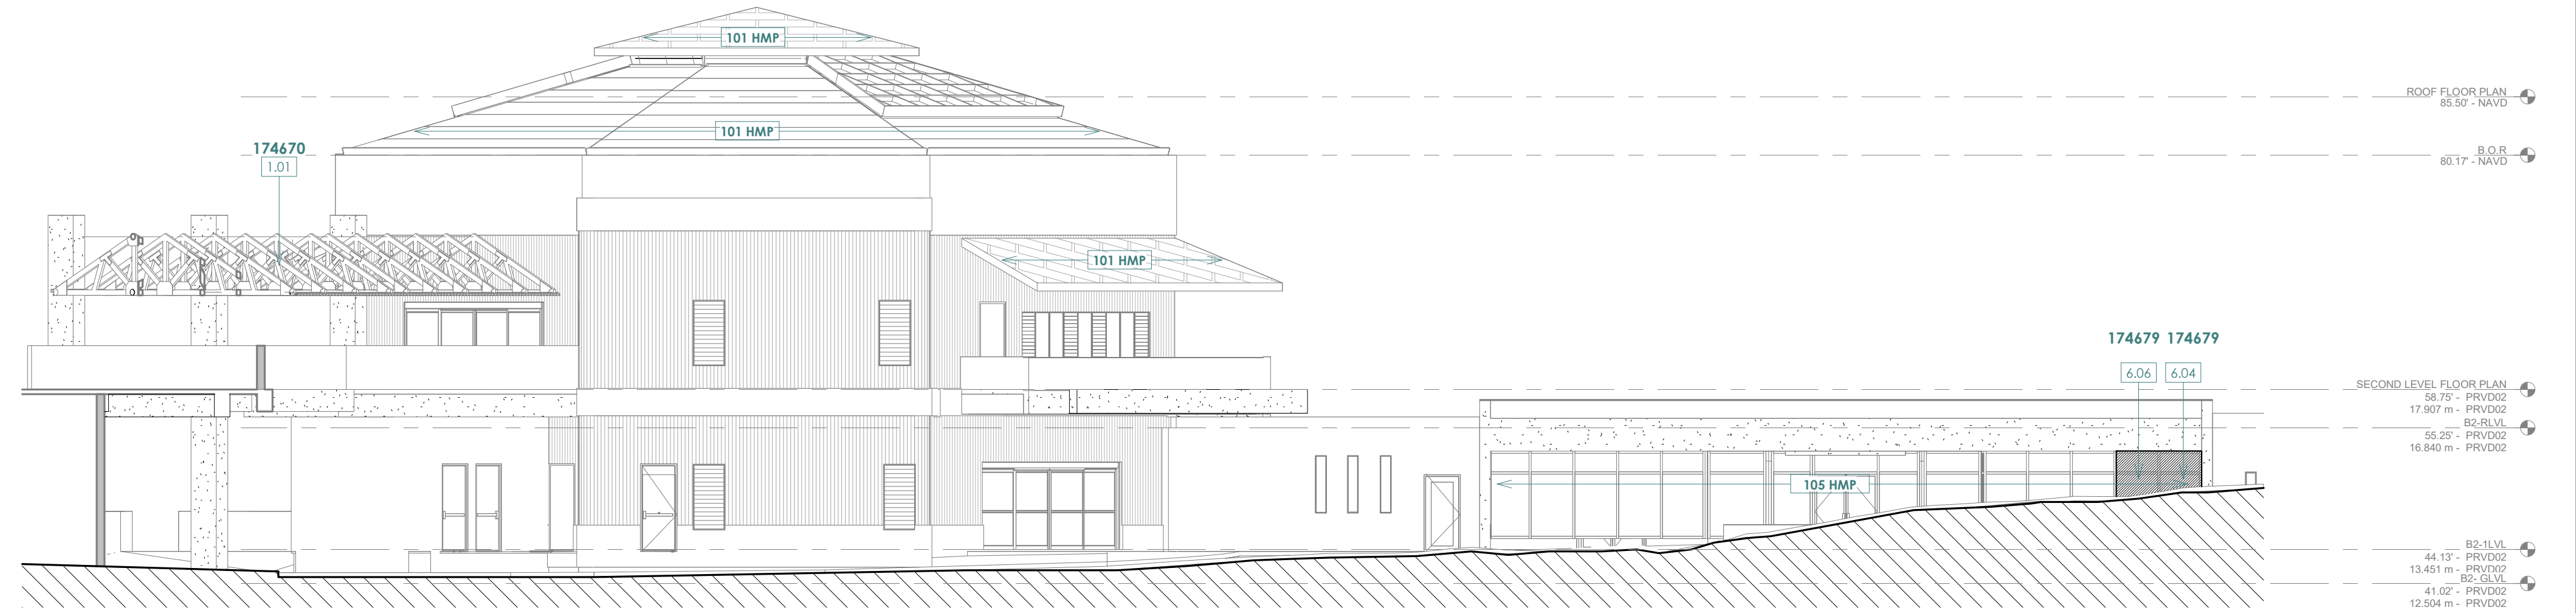 101 HMP
ROOF FLOOR PLAN
85.50' - NAVD
101 HMP
174670
1.01
B.O.R
80.17' - NAVD
101 HMP
174679 174679
6.06 6.04
SECOND LEVEL FLOOR PLAN
58.75' - PRVD02
17.907 m - PRVD02
B2-RLVL
55.25' - PRVD02
16.840 m - PRVD02
105 HMP
B2-1LVL
44.13' - PRVD02
13.451 m - PRVD02
B2- GLVL
41.02' - PRVD02
12.504 m - PRVD02